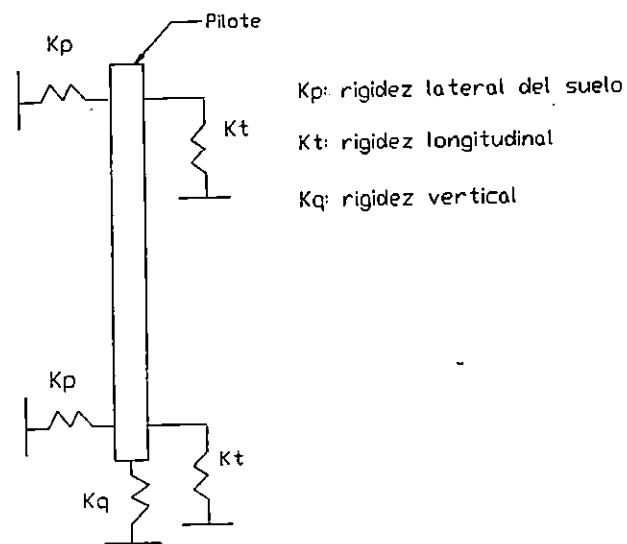 Pilote
Kp
Kp: rigidez lateral del suelo
Kt
Kt: rigidez longitudinal
Kq: rigidez vertical
Kp
Kt
Kq